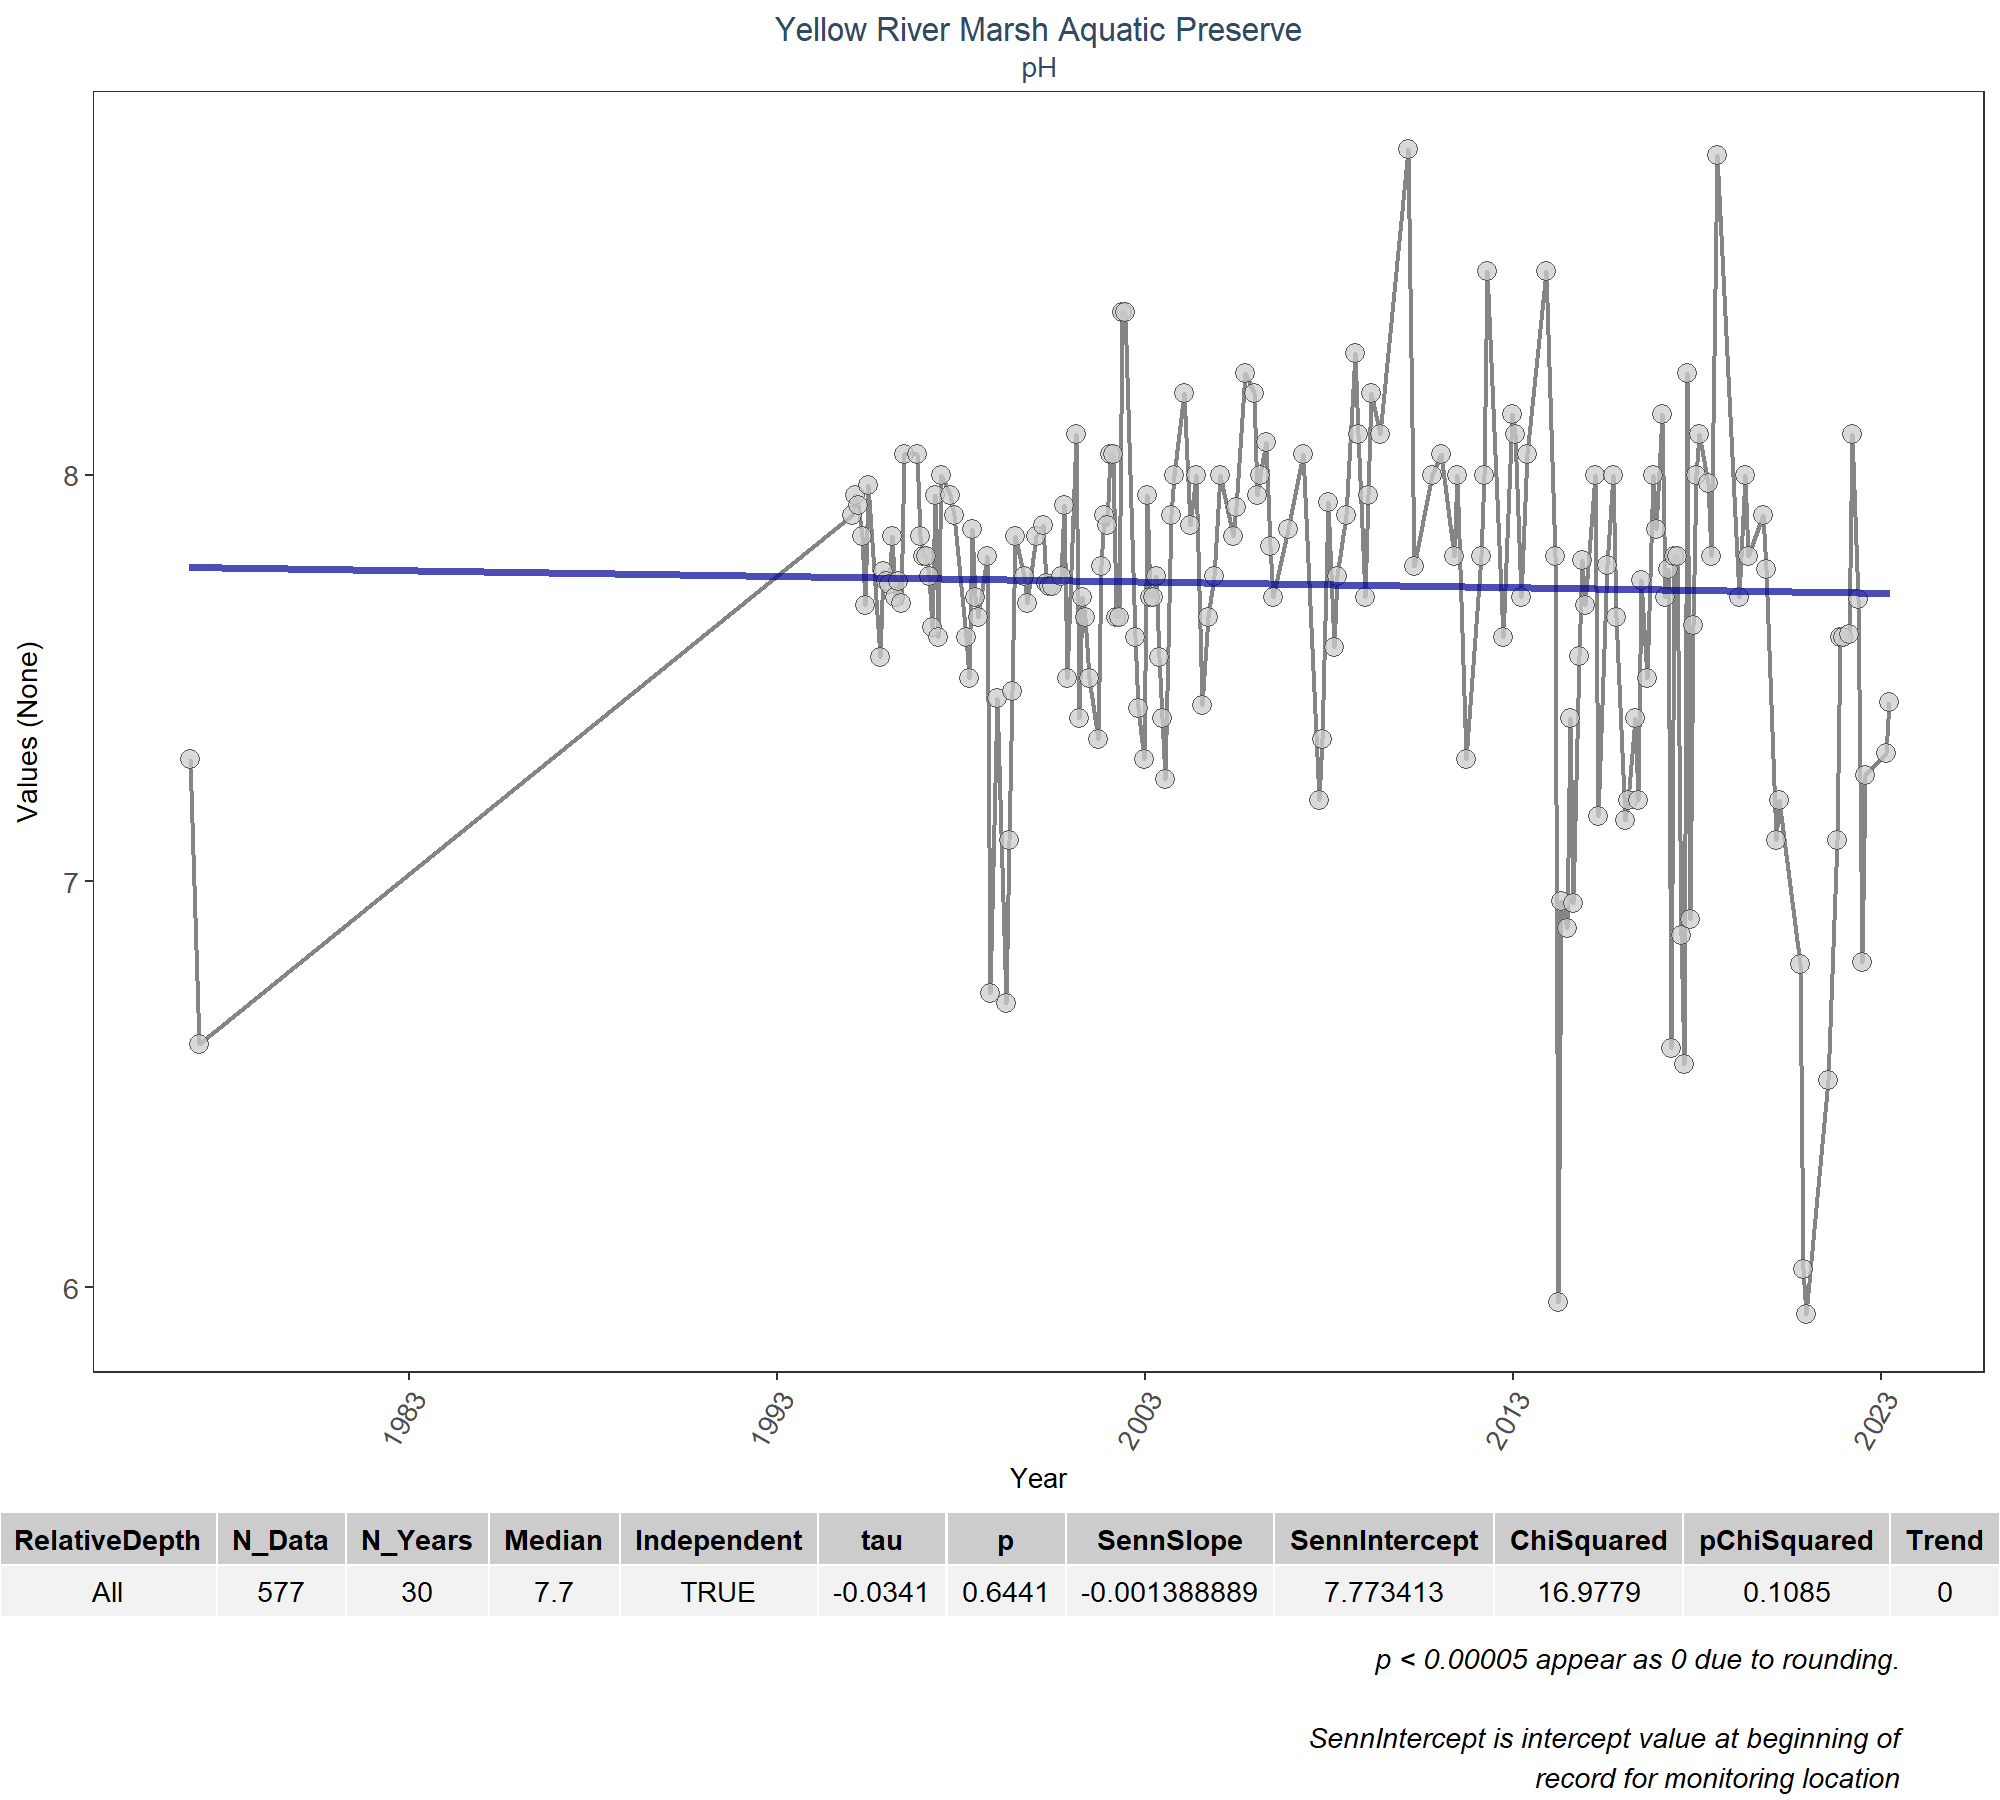 Yellow River Marsh Aquatic Preserve
pH
Values (None)
8
7
6
1983
1993
2003
2013
2023
Year
RelativeDepth N_Data N_Years Median Independent tau p SennSlope SennIntercept ChiSquared pChiSquared Trend
All 577 30 7.7 TRUE -0.0341 0.6441 -0.001388889 7.773413 16.9779 0.1085 0
p < 0.00005 appear as 0 due to rounding.
SennIntercept is intercept value at beginning of
record for monitoring location